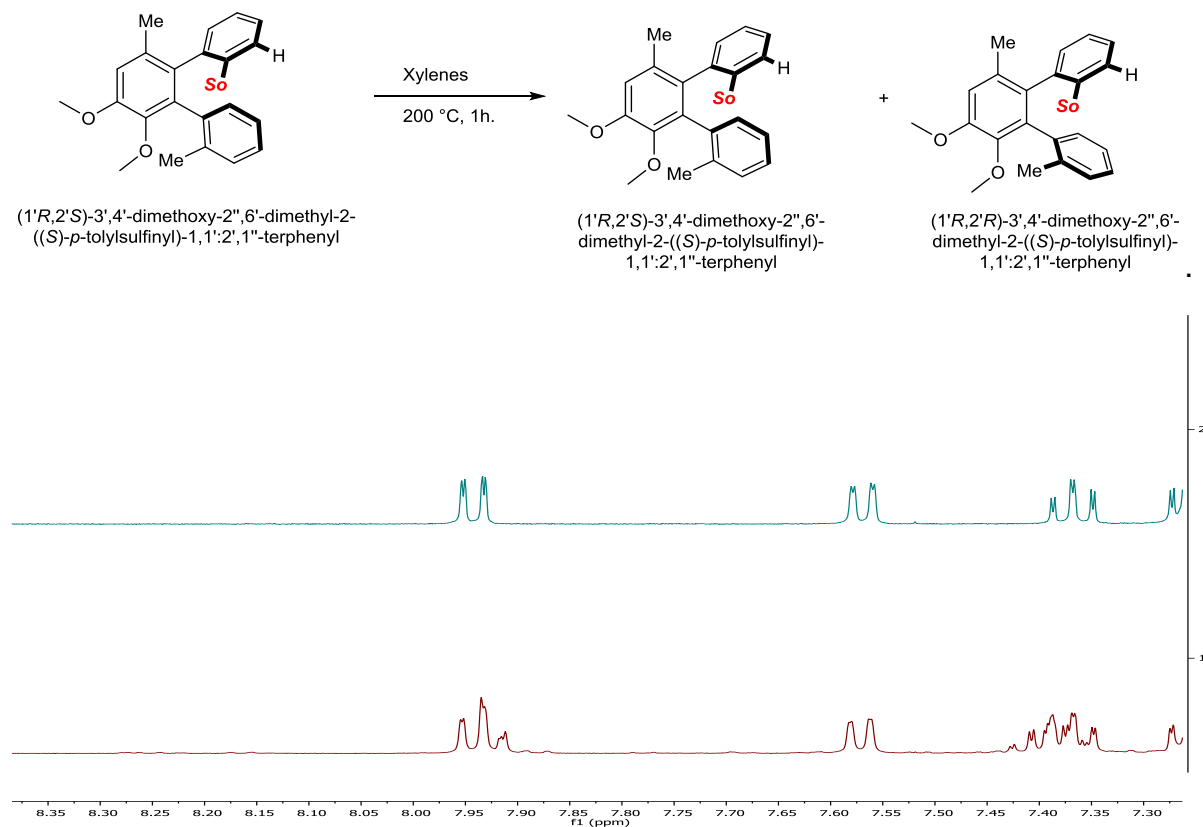 Me
H
So
O
O
Me
Xylenes
200 °C, 1h.
Me
H
So
O
O
Me
+
Me
H
So
O
O
Me
(1'R,2'S)-3',4'-dimethoxy-2'',6'-dimethyl-2-
((S)-p-tolylsulfinyl)-1,1':2',1''-terphenyl
(1'R,2'S)-3',4'-dimethoxy-2'',6'-
dimethyl-2-((S)-p-tolylsulfinyl)-
1,1':2',1''-terphenyl
(1'R,2'R)-3',4'-dimethoxy-2'',6'-
dimethyl-2-((S)-p-tolylsulfinyl)-
1,1':2',1''-terphenyl
.
2
1
8.35 8.30 8.25 8.20 8.15 8.10 8.05 8.00 7.95 7.90 7.85 7.80 7.75 7.70 7.65 7.60 7.55 7.50 7.45 7.40 7.35 7.30
f1 (ppm)